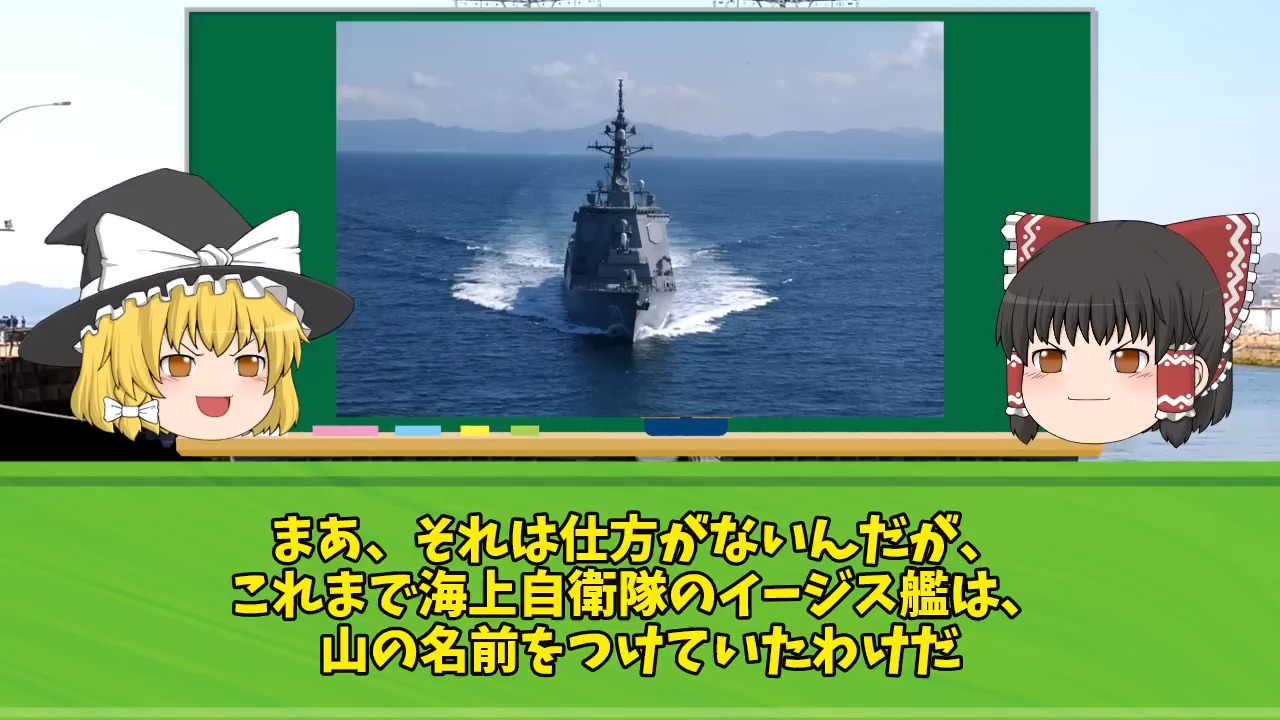 まあ、それは仕方がないんだが、
これまで海上自衛隊のイージス艦は、
山の名前をつけていたわけだ